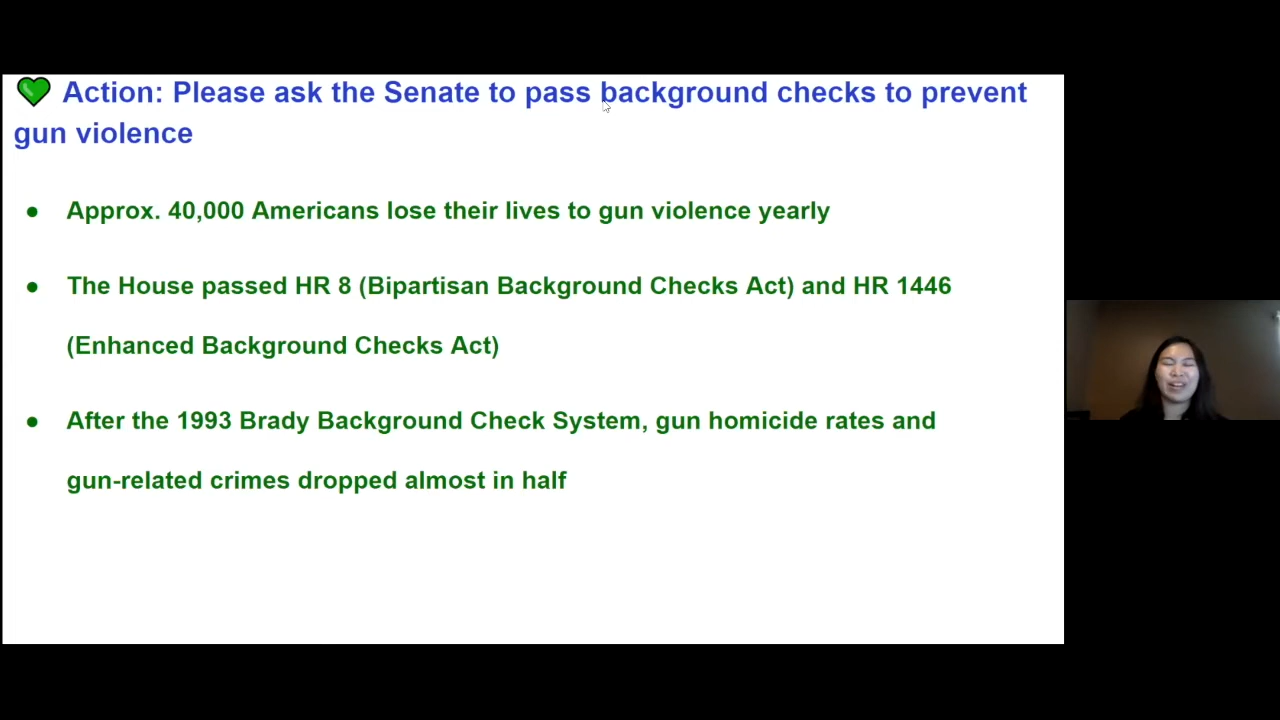 💚 Action: Please ask the Senate to pass background checks to prevent
gun violence
● Approx. 40,000 Americans lose their lives to gun violence yearly
● The House passed HR 8 (Bipartisan Background Checks Act) and HR 1446
(Enhanced Background Checks Act)
● After the 1993 Brady Background Check System, gun homicide rates and
gun-related crimes dropped almost in half